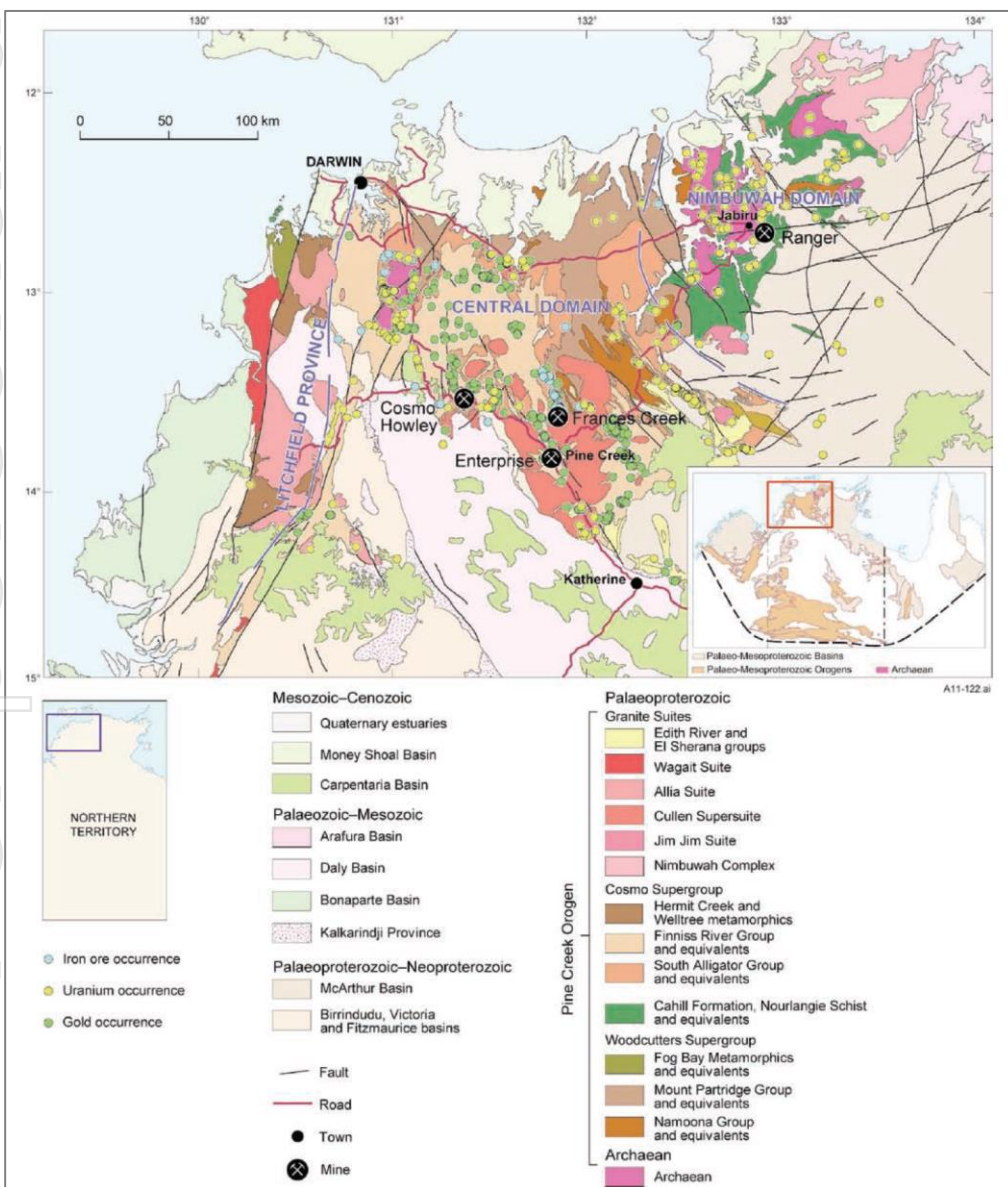 130°
131°
132°
133°
134°
12°
0 50 100 km
DARWIN
NIMBUWAH DOMAIN
Jabiru
Ranger
13°
CENTRAL DOMAIN
LITCHFIELD PROVINCE
Cosmo
Howley
Frances Creek
Enterprise
Pine Creek
14°
Katherine
15°
Palaeo-Mesoproterozoic Basins
Palaeo-Mesoproterozoic Orogens
Archaean
A11-122.ai
NORTHERN
TERRITORY
Iron ore occurrence
Uranium occurrence
Gold occurrence
Mesozoic–Cenozoic
Quaternary estuaries
Money Shoal Basin
Carpentaria Basin
Palaeozoic–Mesozoic
Arafura Basin
Daly Basin
Bonaparte Basin
Kalkarindji Province
Palaeoproterozoic–Neoproterozoic
McArthur Basin
Birrindudu, Victoria
and Fitzmaurice basins
Fault
Road
Town
Mine
Pine Creek Orogen
Palaeoproterozoic
Granite Suites
Edith River and
El Sherana groups
Wagait Suite
Allia Suite
Cullen Supersuite
Jim Jim Suite
Nimbuwah Complex
Cosmo Supergroup
Hermit Creek and
Welltree metamorphics
Finniss River Group
and equivalents
South Alligator Group
and equivalents
Cahill Formation, Nourlangie Schist
and equivalents
Woodcutters Supergroup
Fog Bay Metamorphics
and equivalents
Mount Partridge Group
and equivalents
Namoona Group
and equivalents
Archaean
Archaean